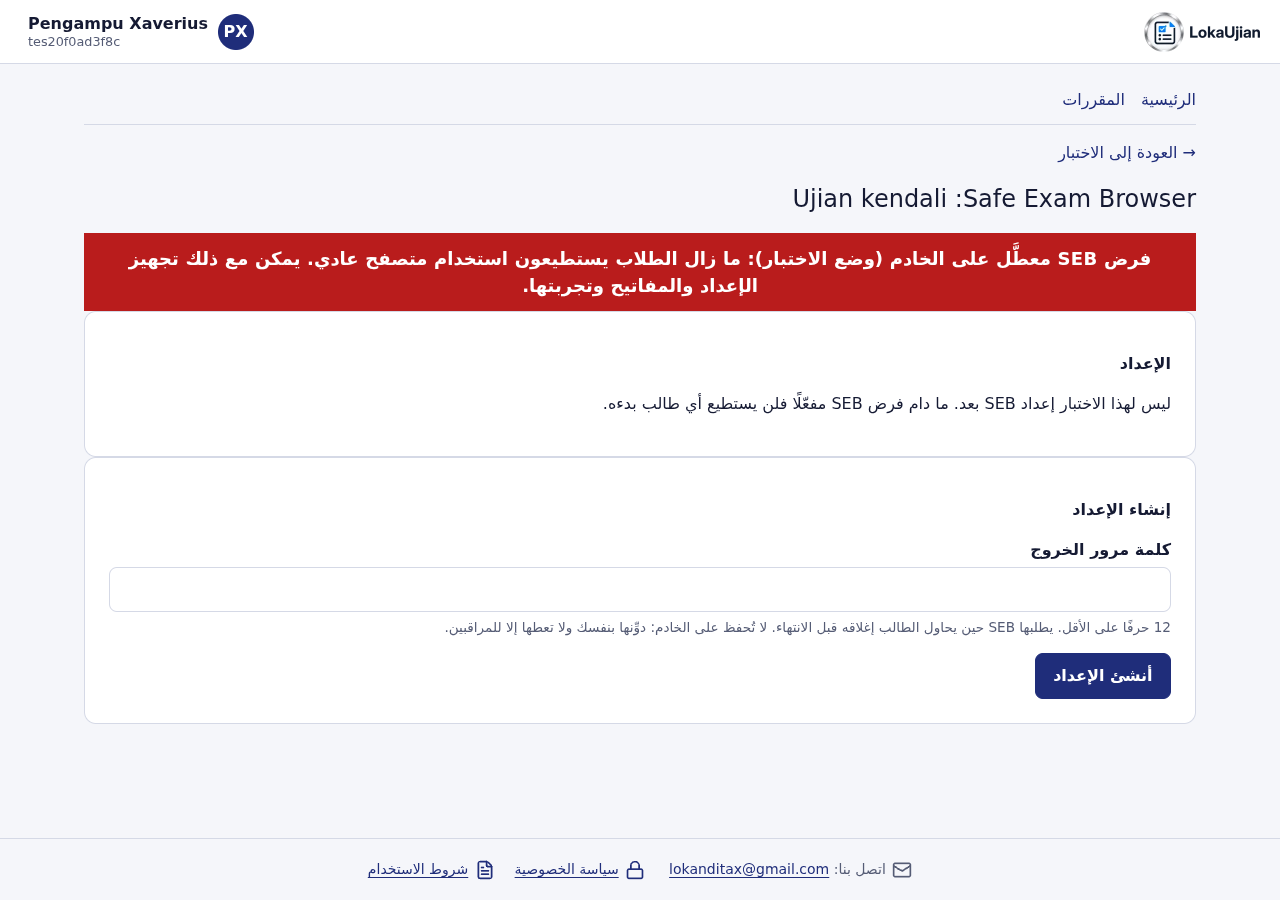 LokaUjian
PX
Pengampu Xaverius
tes20f0ad3f8c
الرئيسية
المقررات
→ العودة إلى الاختبار
Safe Exam Browser: Ujian kendali
فرض SEB معطَّل على الخادم (وضع الاختبار): ما زال الطلاب يستطيعون استخدام متصفح عادي. يمكن مع ذلك تجهيز
الإعداد والمفاتيح وتجربتها.
الإعداد
ليس لهذا الاختبار إعداد SEB بعد. ما دام فرض SEB مفعّلًا فلن يستطيع أي طالب بدءه.
إنشاء الإعداد
كلمة مرور الخروج
12 حرفًا على الأقل. يطلبها SEB حين يحاول الطالب إغلاقه قبل الانتهاء. لا تُحفظ على الخادم: دوِّنها بنفسك ولا تعطها إلا للمراقبين.
أنشئ الإعداد
اتصل بنا: lokanditax@gmail.com
سياسة الخصوصية
شروط الاستخدام